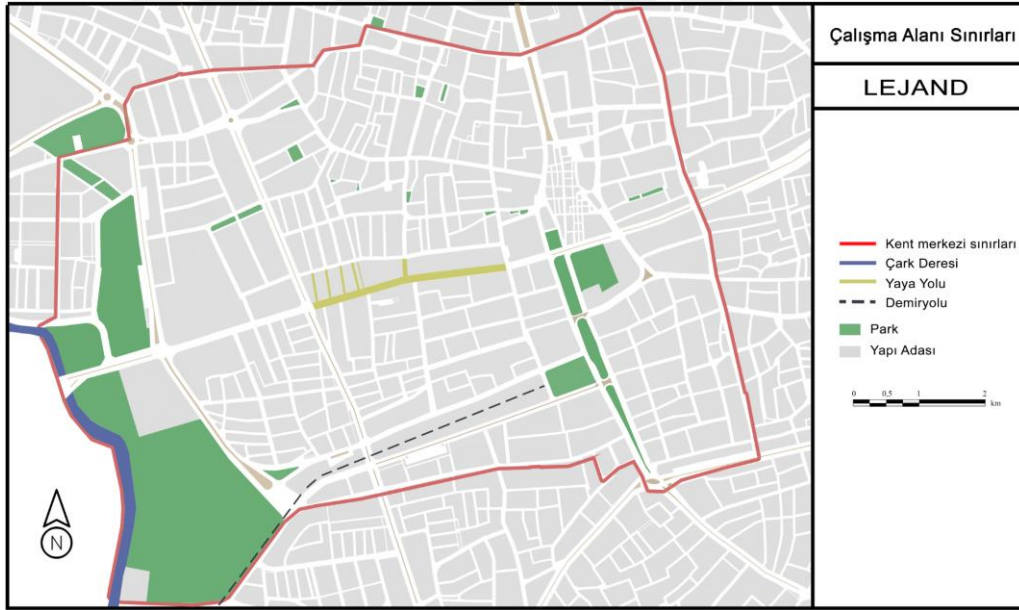 Çalışma Alanı Sınırları
LEJAND
Kent merkezi sınırları
Çark Deresi
Yaya Yolu
Demiryolu
Park
Yapı Adası
0 0,5 1 2
km
N